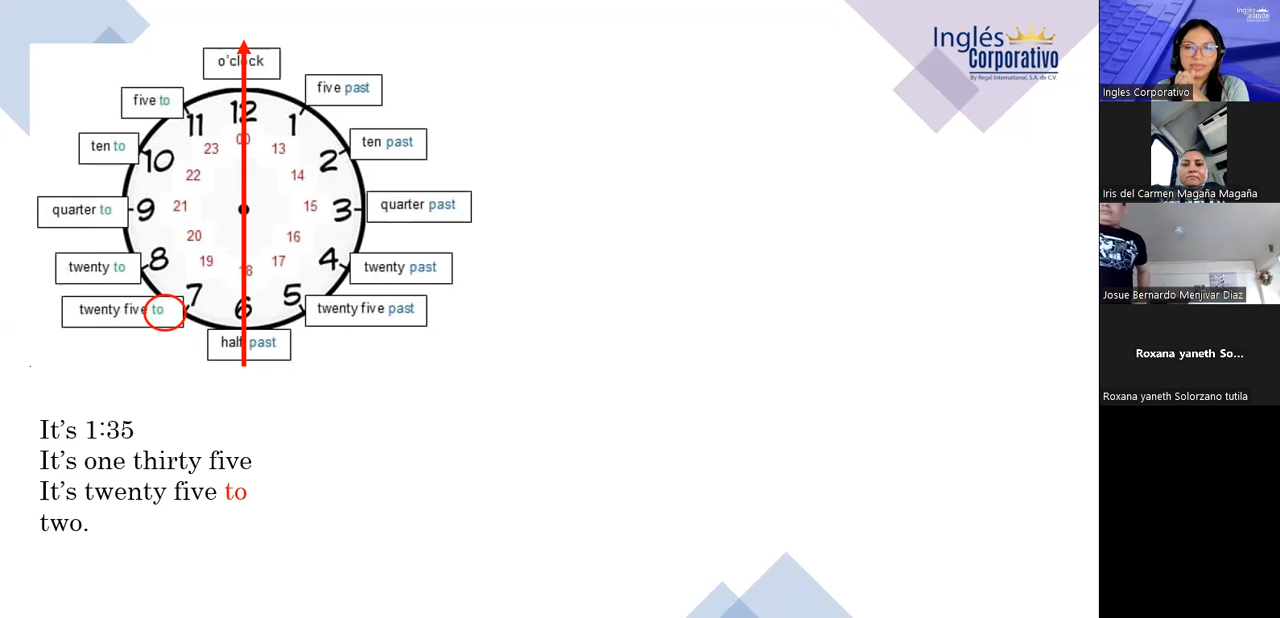 Inglés
Corporativo
By Regal International, S.A. de C.V.
o'clock
five to
five past
12
11
1
00
23
13
ten to
10
2
ten past
22
14
quarter to
9
21
15
3
quarter past
20
16
twenty to
8
19
18
17
4
twenty past
twenty five to
7
6
5
twenty five past
half past
It's 1:35
It's one thirty five
It's twenty five to
two.
Inglés
Corporativo
Ingles Corporativo
Iris del Carmen Magaña Magaña
Josue Bernardo Menjivar Diaz
Roxana yaneth So...
Roxana yaneth Solorzano tutila